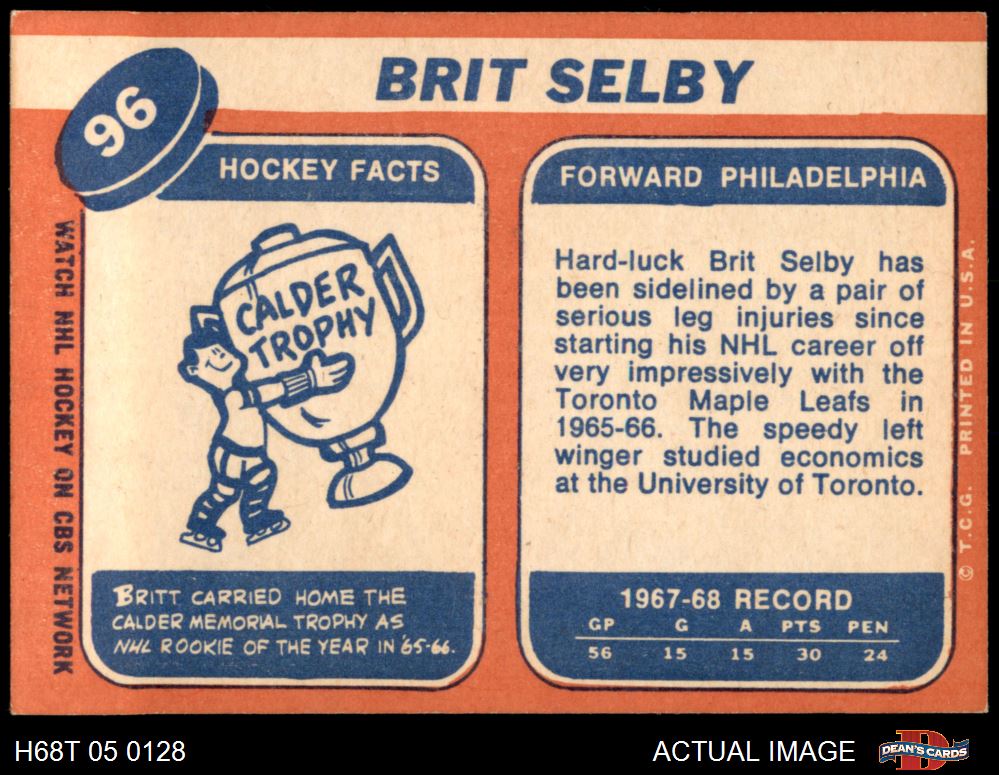 BRIT SELBY
96
HOCKEY FACTS
CALDER
TROPHY
BRITT CARRIED HOME THE
CALDER MEMORIAL TROPHY AS
NHL ROOKIE OF THE YEAR IN '65-66.
WATCH NHL HOCKEY ON CBS NETWORK
FORWARD PHILADELPHIA
Hard-luck Brit Selby has
been sidelined by a pair of
serious leg injuries since
starting his NHL career off
very impressively with the
Toronto Maple Leafs in
1965-66. The speedy left
winger studied economics
at the University of Toronto.
1967-68 RECORD
GP G A PTS PEN
56 15 15 30 24
© T.C.G. PRINTED IN U.S.A.
H68T 05 0128
ACTUAL IMAGE
DEAN'S CARDS